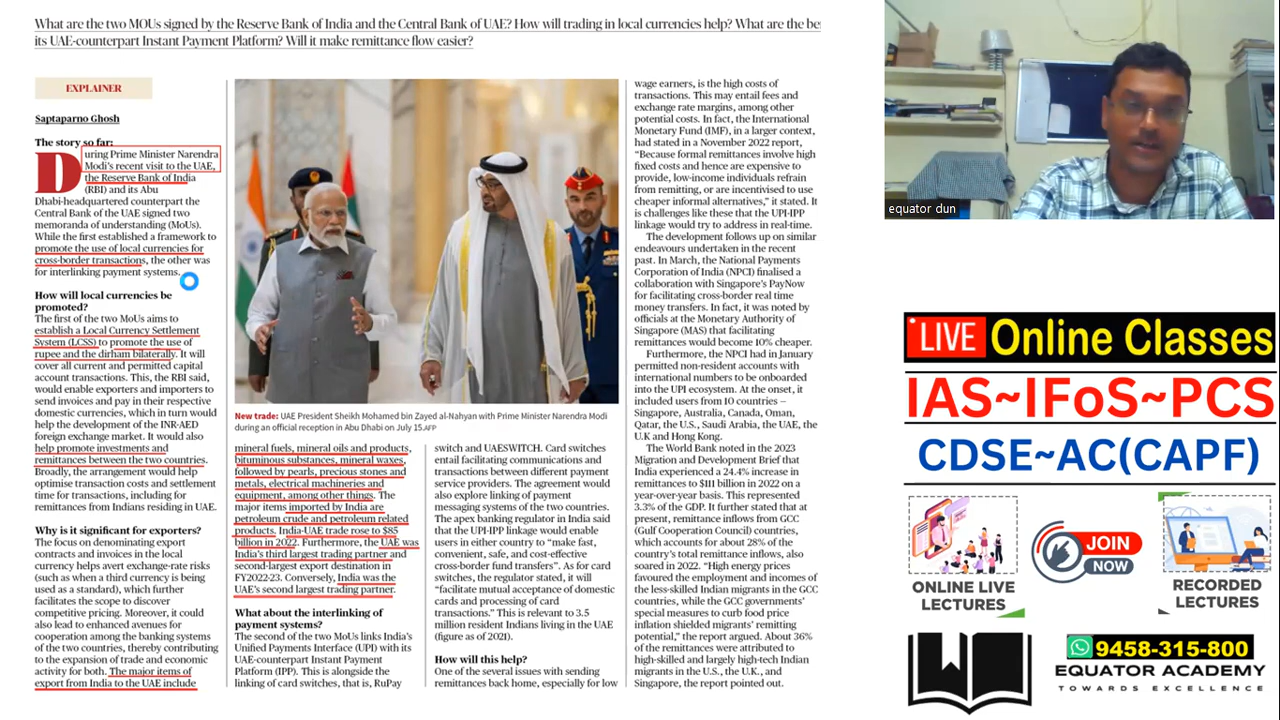 What are the two MOUs signed by the Reserve Bank of India and the Central Bank of UAE? How will trading in local currencies help? What are the be
its UAE-counterpart Instant Payment Platform? Will it make remittance flow easier?
EXPLAINER
Saptaparno Ghosh
The story so far:
During Prime Minister Narendra
Modi's recent visit to the UAE,
the Reserve Bank of India
(RBI) and its Abu
Dhabi-headquartered counterpart the
Central Bank of the UAE signed two
memoranda of understanding (MoUs).
While the first established a framework to
promote the use of local currencies for
cross-border transactions, the other was
for interlinking payment systems.
How will local currencies be
promoted?
The first of the two MoUs aims to
establish a Local Currency Settlement
System (LCSS) to promote the use of
rupee and the dirham bilaterally. It will
cover all current and permitted capital
account transactions. This, the RBI said,
would enable exporters and importers to
send invoices and pay in their respective
domestic currencies, which in turn would
help the development of the INR-AED
foreign exchange market. It would also
help promote investments and
remittances between the two countries.
Broadly, the arrangement would help
optimise transaction costs and settlement
time for transactions, including for
remittances from Indians residing in UAE.
Why is it significant for exporters?
The focus on denominating export
contracts and invoices in the local
currency helps avert exchange-rate risks
(such as when a third currency is being
used as a standard), which further
facilitates the scope to discover
competitive pricing. Moreover, it could
also lead to enhanced avenues for
cooperation among the banking systems
of the two countries, thereby contributing
to the expansion of trade and economic
activity for both. The major items of
export from India to the UAE include
New trade: UAE President Sheikh Mohamed bin Zayed al-Nahyan with Prime Minister Narendra Modi
during an official reception in Abu Dhabi on July 15.AFP
mineral fuels, mineral oils and products,
bituminous substances, mineral waxes,
followed by pearls, precious stones and
metals, electrical machineries and
equipment, among other things. The
major items imported by India are
petroleum crude and petroleum related
products. India-UAE trade rose to $85
billion in 2022. Furthermore, the UAE was
India's third largest trading partner and
second-largest export destination in
FY2022-23. Conversely, India was the
UAE's second largest trading partner.
What about the interlinking of
payment systems?
The second of the two MoUs links India's
Unified Payments Interface (UPI) with its
UAE-counterpart Instant Payment
Platform (IPP). This is alongside the
linking of card switches, that is, RuPay
switch and UAESWITCH. Card switches
entail facilitating communications and
transactions between different payment
service providers. The agreement would
also explore linking of payment
messaging systems of the two countries.
The apex banking regulator in India said
that the UPI-IPP linkage would enable
users in either country to "make fast,
convenient, safe, and cost-effective
cross-border fund transfers". As for card
switches, the regulator stated, it will
"facilitate mutual acceptance of domestic
cards and processing of card
transactions." This is relevant to 3.5
million resident Indians living in the UAE
(figure as of 2021).
How will this help?
One of the several issues with sending
remittances back home, especially for low
wage earners, is the high costs of
transactions. This may entail fees and
exchange rate margins, among other
potential costs. In fact, the International
Monetary Fund (IMF), in a larger context,
had stated in a November 2022 report,
"Because formal remittances involve high
fixed costs and hence are expensive to
provide, low-income individuals refrain
from remitting, or are incentivised to use
cheaper informal alternatives," it stated. It
is challenges like these that the UPI-IPP
linkage would try to address in real-time.
The development follows up on similar
endeavours undertaken in the recent
past. In March, the National Payments
Corporation of India (NPCI) finalised a
collaboration with Singapore's PayNow
for facilitating cross-border real time
money transfers. In fact, it was noted by
officials at the Monetary Authority of
Singapore (MAS) that facilitating
remittances would become 10% cheaper.
Furthermore, the NPCI had in January
permitted non-resident accounts with
international numbers to be onboarded
into the UPI ecosystem. At the onset, it
included users from 10 countries —
Singapore, Australia, Canada, Oman,
Qatar, the U.S., Saudi Arabia, the UAE, the
U.K and Hong Kong.
The World Bank noted in the 2023
Migration and Development Brief that
India experienced a 24.4% increase in
remittances to $111 billion in 2022 on a
year-over-year basis. This represented
3.3% of the GDP. It further stated that at
present, remittance inflows from GCC
(Gulf Cooperation Council) countries,
which accounts for about 28% of the
country's total remittance inflows, also
soared in 2022. "High energy prices
favoured the employment and incomes of
the less-skilled Indian migrants in the GCC
countries, while the GCC governments'
special measures to curb food price
inflation shielded migrants' remitting
potential," the report argued. About 36%
of the remittances were attributed to
high-skilled and largely high-tech Indian
migrants in the U.S., the U.K., and
Singapore, the report pointed out.
equator dun
LIVE Online Classes
IAS~IFoS~PCS
CDSE~AC(CAPF)
ONLINE LIVE
LECTURES
JOIN
NOW
RECORDED
LECTURES
9458-315-800
EQUATOR ACADEMY
TOWARDS EXCELLENCE